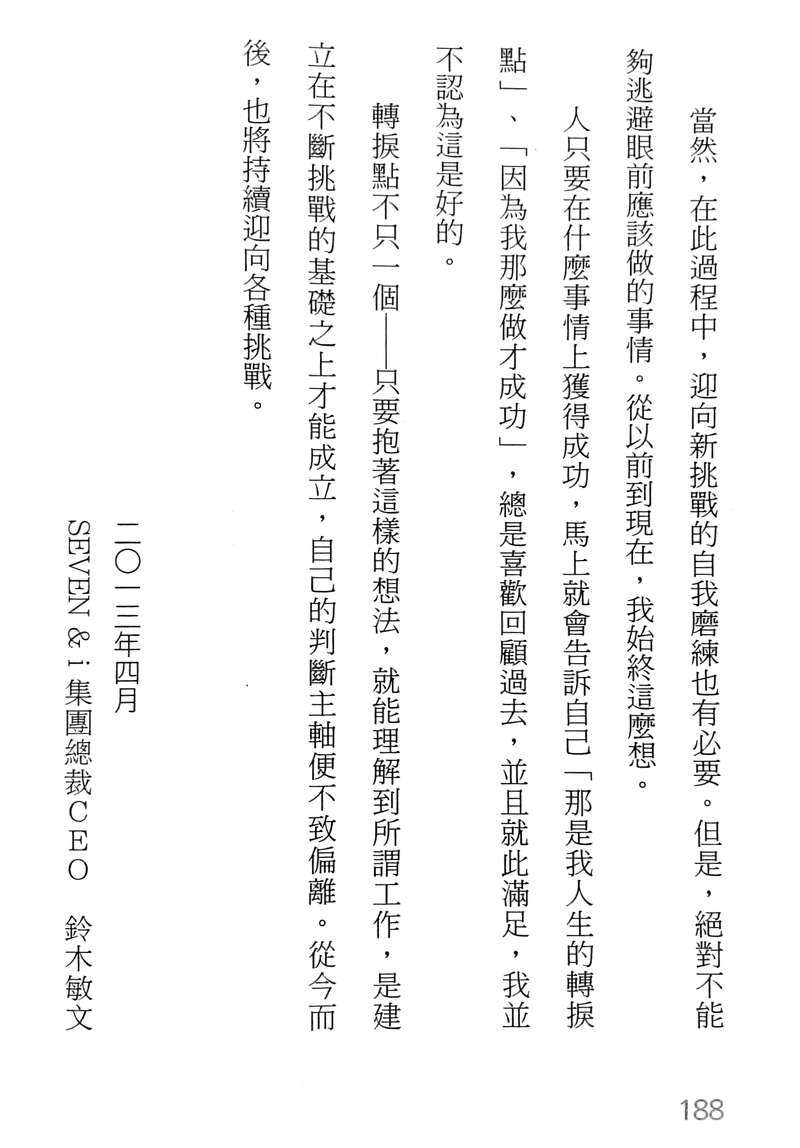 當然，在此過程中，迎向新挑戰的自我磨練也有必要。但是，絕對不能
夠逃避眼前應該做的事情。從以前到現在，我始終這麼想。
人只要在什麼事情上獲得成功，馬上就會告訴自己「那是我人生的轉捩
點」、「因為我那麼做才成功」，總是喜歡回顧過去，並且就此滿足，我並
不認為這是好的。
轉捩點不只一個——只要抱著這樣的想法，就能理解到所謂工作，是建
立在不斷挑戰的基礎之上才能成立，自己的判斷主軸便不致偏離。從今而
後，也將持續迎向各種挑戰。
二〇一三年四月
SEVEN & i 集團總裁CEO　鈴木敏文
188